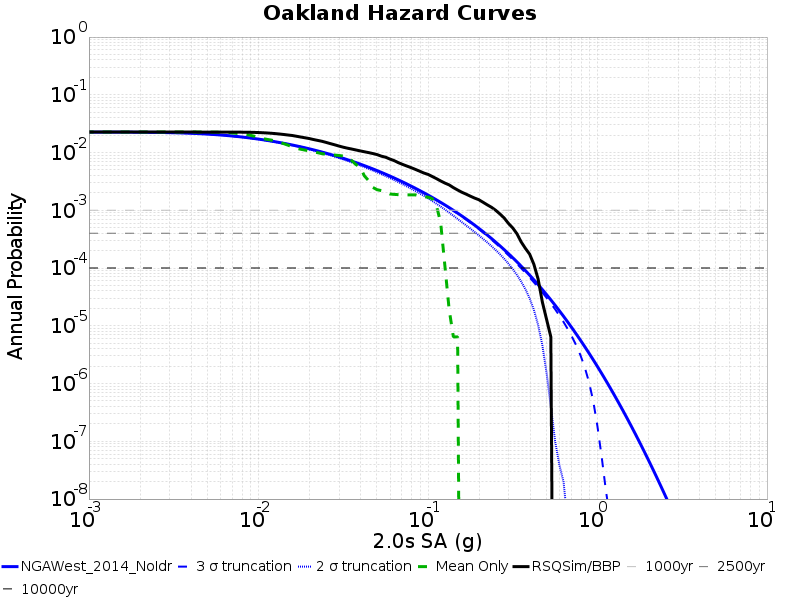 Oakland Hazard Curves
Annual Probability
10^0
10^-1
10^-2
10^-3
10^-4
10^-5
10^-6
10^-7
10^-8
10^-3 10^-2 10^-1 10^0 10^1
2.0s SA (g)
NGAWest_2014_NoIdr 3 σ truncation 2 σ truncation Mean Only RSQSim/BBP 1000yr 2500yr
10000yr